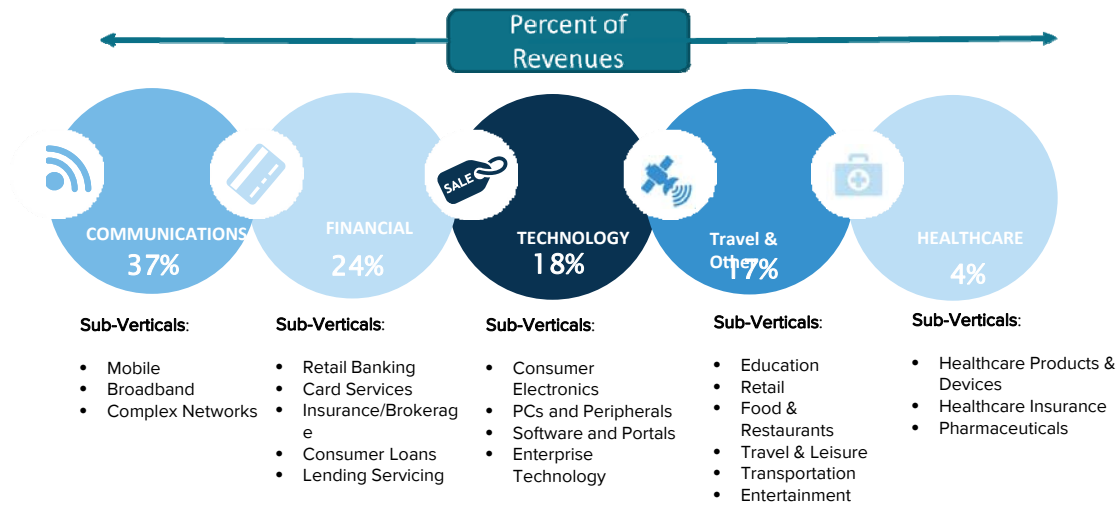 Percent of
Revenues
SALE
COMMUNICATIONS
37%
FINANCIAL
24%
TECHNOLOGY
18%
Travel &
Other
17%
HEALTHCARE
4%
Sub-Verticals:
• Mobile
• Broadband
• Complex Networks
Sub-Verticals:
• Retail Banking
• Card Services
• Insurance/Brokerag
e
• Consumer Loans
• Lending Servicing
Sub-Verticals:
• Consumer
Electronics
• PCs and Peripherals
• Software and Portals
• Enterprise
Technology
Sub-Verticals:
• Education
• Retail
• Food &
Restaurants
• Travel & Leisure
• Transportation
• Entertainment
Sub-Verticals:
• Healthcare Products &
Devices
• Healthcare Insurance
• Pharmaceuticals